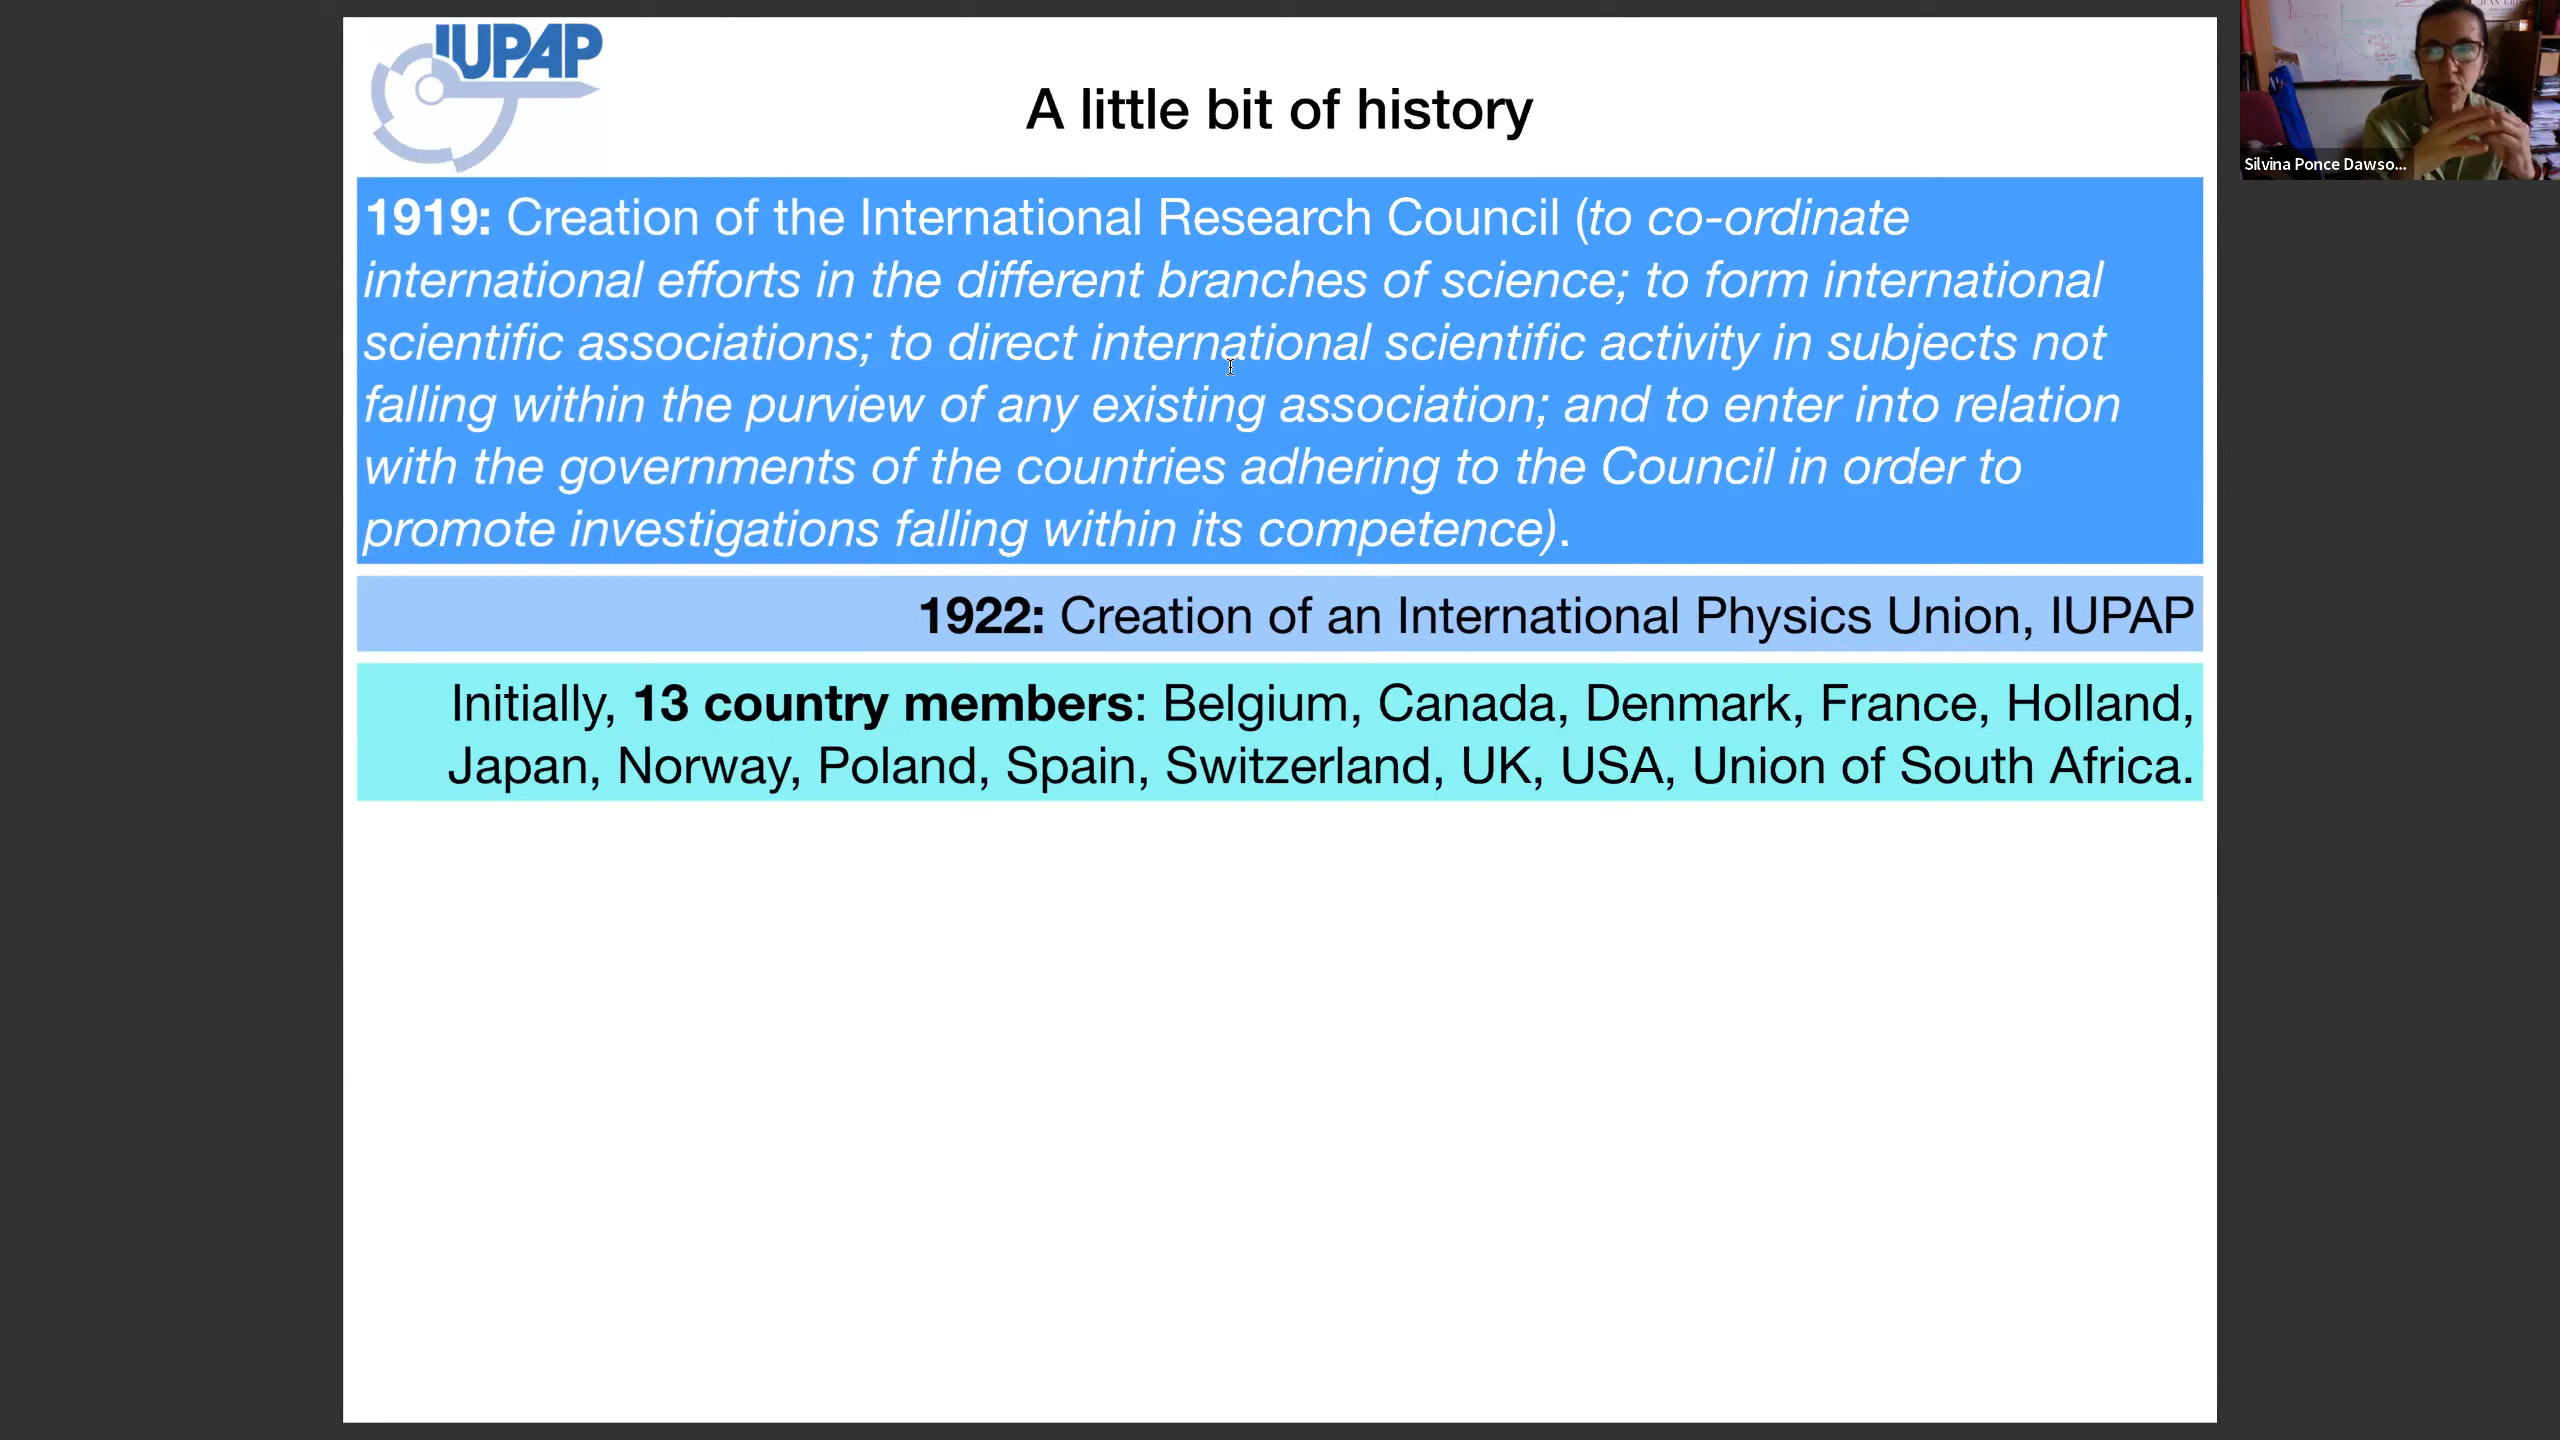 IUPAP
A little bit of history
Silvina Ponce Dawso...
1919: Creation of the International Research Council (to co-ordinate
international efforts in the different branches of science; to form international
scientific associations; to direct international scientific activity in subjects not
falling within the purview of any existing association; and to enter into relation
with the governments of the countries adhering to the Council in order to
promote investigations falling within its competence).
1922: Creation of an International Physics Union, IUPAP
Initially, 13 country members: Belgium, Canada, Denmark, France, Holland,
Japan, Norway, Poland, Spain, Switzerland, UK, USA, Union of South Africa.